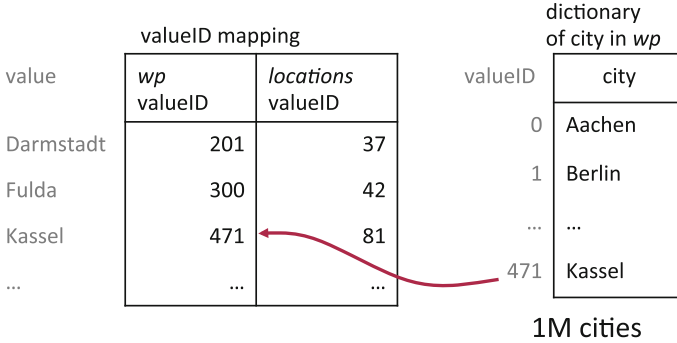 valueID mapping
value wp valueID locations valueID
Darmstadt 201 37
Fulda 300 42
Kassel 471 81
... ... ...
dictionary
of city in wp
valueID city
0 Aachen
1 Berlin
... ...
471 Kassel
1M cities